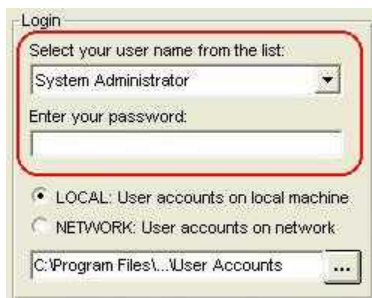 Login
Select your user name from the list:
System Administrator
Enter your password:
LOCAL: User accounts on local machine
NETWORK: User accounts on network
C:\Program Files\...\User Accounts
...